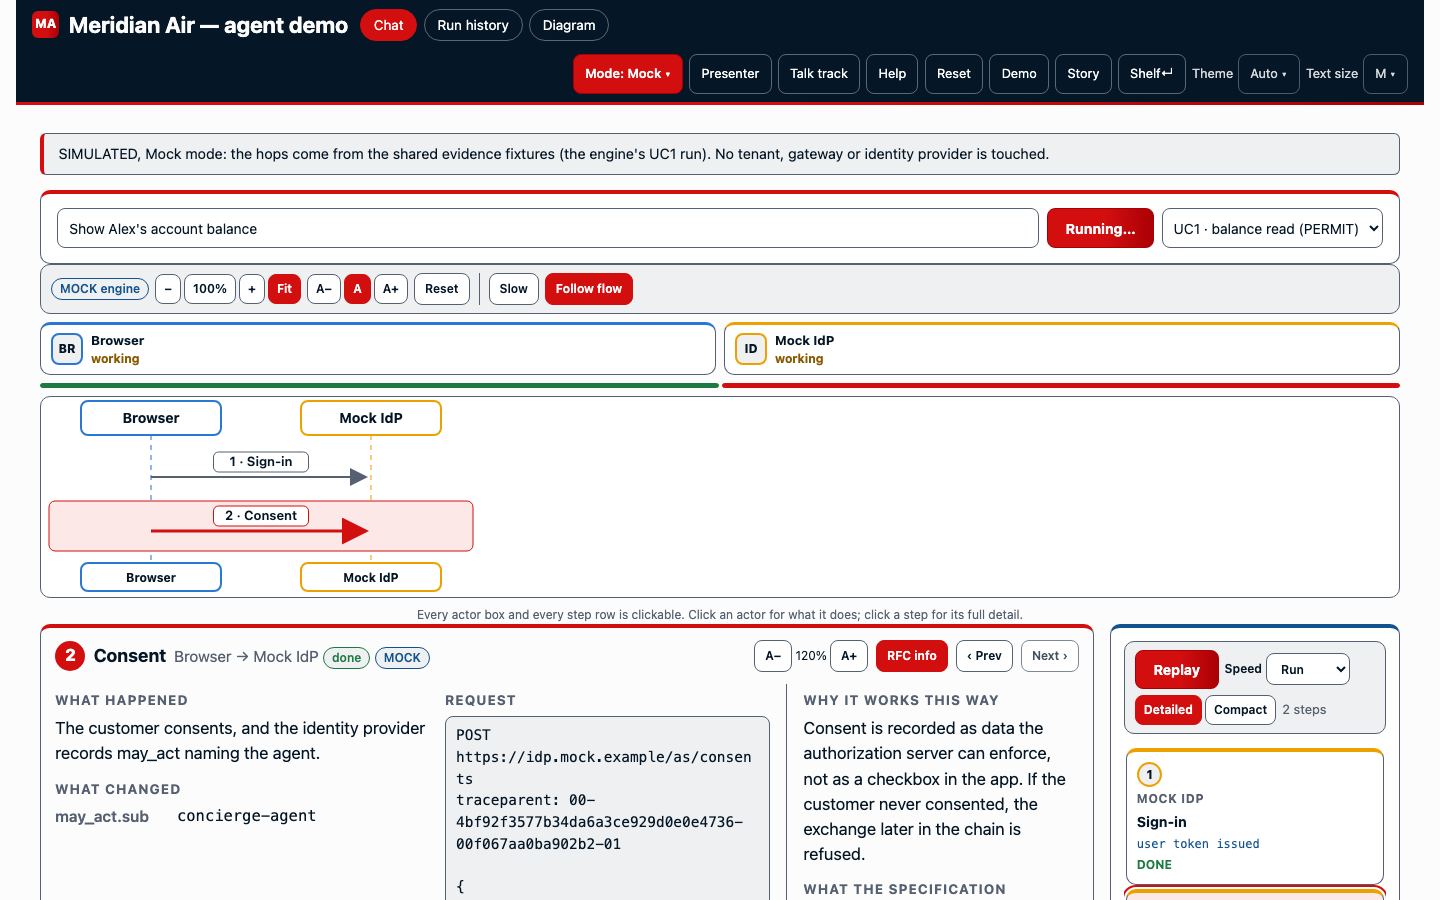 MA Meridian Air — agent demo Chat Run history Diagram
Mode: Mock ▾ Presenter Talk track Help Reset Demo Story Shelf↵ Theme Auto ▾ Text size M ▾
SIMULATED, Mock mode: the hops come from the shared evidence fixtures (the engine's UC1 run). No tenant, gateway or identity provider is touched.
Show Alex's account balance Running... UC1 · balance read (PERMIT)
MOCK engine − 100% + Fit A− A A+ Reset Slow Follow flow
BR Browser
working
ID Mock IdP
working
Browser Mock IdP
1 · Sign-in
2 · Consent
Browser Mock IdP
Every actor box and every step row is clickable. Click an actor for what it does; click a step for its full detail.
2 Consent Browser → Mock IdP done MOCK A− 120% A+ RFC info ‹ Prev Next ›
WHAT HAPPENED
The customer consents, and the identity provider
records may_act naming the agent.
WHAT CHANGED
may_act.sub concierge-agent
REQUEST
POST
https://idp.mock.example/as/consen
ts
traceparent: 00-
4bf92f3577b34da6a3ce929d0e0e4736-
00f067aa0ba902b2-01
{
WHY IT WORKS THIS WAY
Consent is recorded as data the
authorization server can enforce,
not as a checkbox in the app. If the
customer never consented, the
exchange later in the chain is
refused.
WHAT THE SPECIFICATION
Replay Speed Run
Detailed Compact 2 steps
1
MOCK IDP
Sign-in
user token issued
DONE